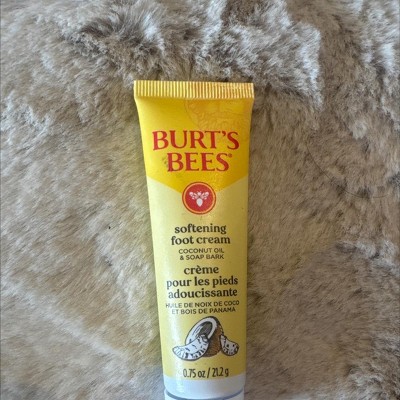 BURT'S
BEES®
softening
foot cream
COCONUT OIL
& SOAP BARK
crème
pour les pieds
adoucissante
HUILE DE NOIX DE COCO
ET BOIS DE PANAMA
0.75 oz / 21.2 g